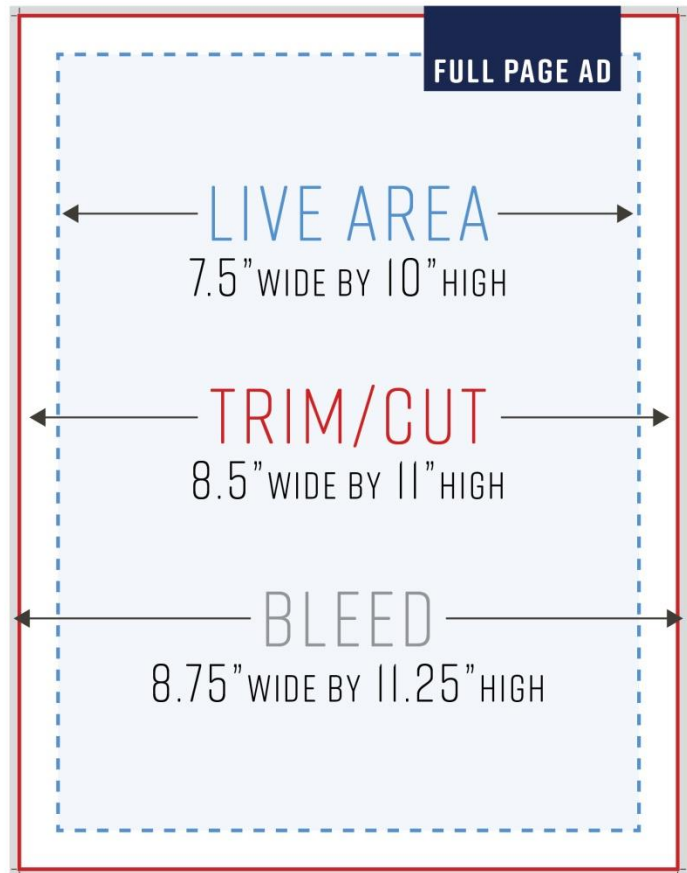 FULL PAGE AD
LIVE AREA
7.5”WIDE BY 10”HIGH
TRIM/CUT
8.5”WIDE BY 11”HIGH
BLEED
8.75”WIDE BY 11.25”HIGH